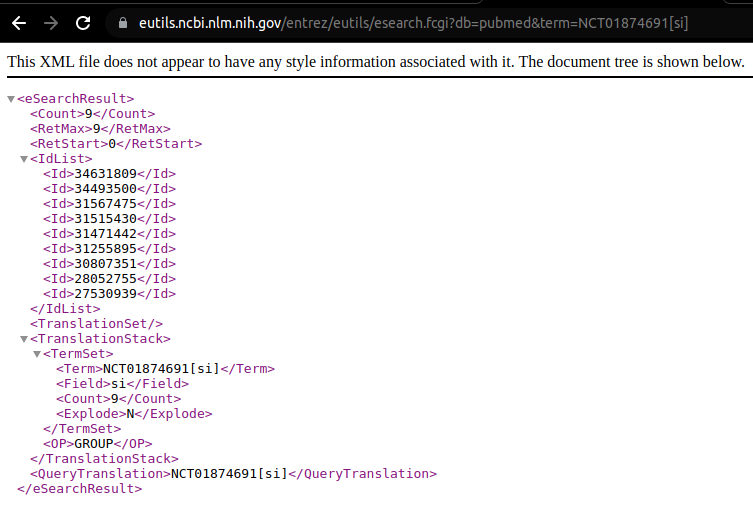 eutils.ncbi.nlm.nih.gov/entrez/eutils/esearch.fcgi?db=pubmed&term=NCT01874691[si]
This XML file does not appear to have any style information associated with it. The document tree is shown below.
<eSearchResult>
<Count>9</Count>
<RetMax>9</RetMax>
<RetStart>0</RetStart>
<IdList>
<Id>34631809</Id>
<Id>34493500</Id>
<Id>31567475</Id>
<Id>31515430</Id>
<Id>31471442</Id>
<Id>31255895</Id>
<Id>30807351</Id>
<Id>28052755</Id>
<Id>27530939</Id>
</IdList>
<TranslationSet/>
<TranslationStack>
<TermSet>
<Term>NCT01874691[si]</Term>
<Field>si</Field>
<Count>9</Count>
<Explode>N</Explode>
</TermSet>
<OP>GROUP</OP>
</TranslationStack>
<QueryTranslation>NCT01874691[si]</QueryTranslation>
</eSearchResult>